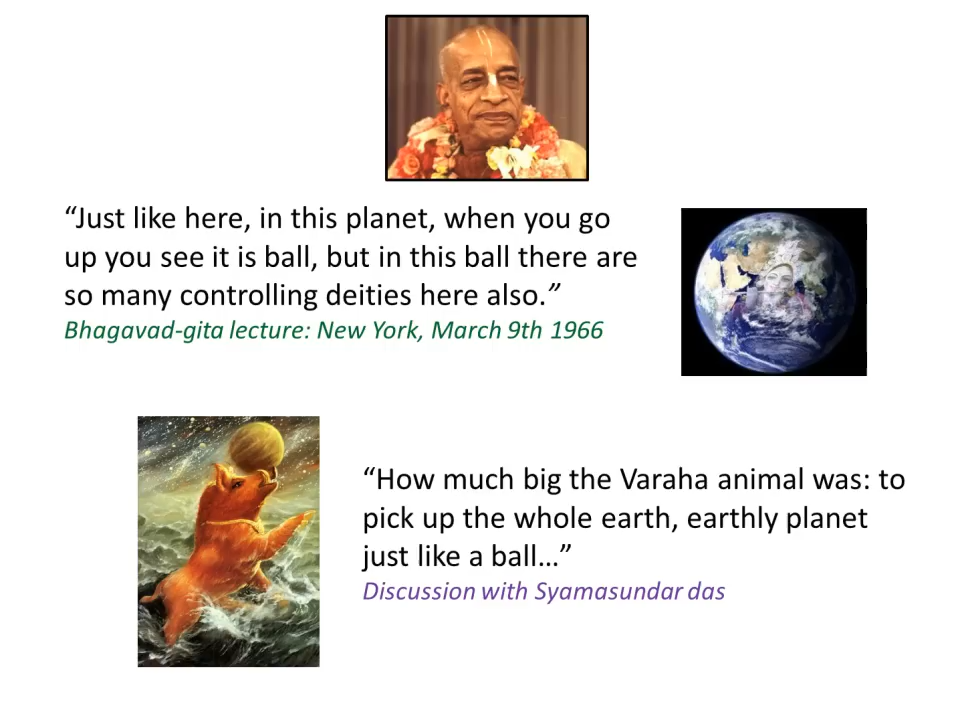 “Just like here, in this planet, when you go
up you see it is ball, but in this ball there are
so many controlling deities here also.”
Bhagavad-gita lecture: New York, March 9th 1966
“How much big the Varaha animal was: to
pick up the whole earth, earthly planet
just like a ball…”
Discussion with Syamasundar das